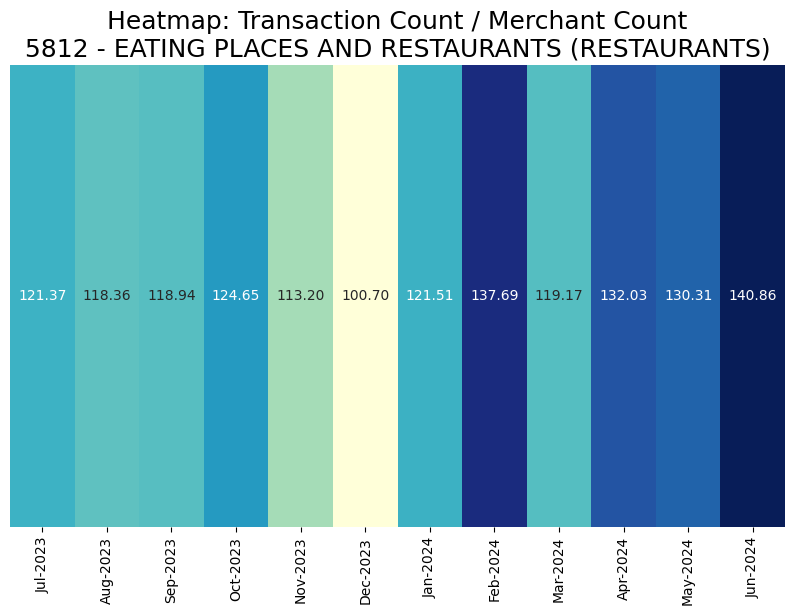 Heatmap: Transaction Count / Merchant Count
5812 - EATING PLACES AND RESTAURANTS (RESTAURANTS)
121.37 118.36 118.94 124.65 113.20 100.70 121.51 137.69 119.17 132.03 130.31 140.86
Jul-2023 Aug-2023 Sep-2023 Oct-2023 Nov-2023 Dec-2023 Jan-2024 Feb-2024 Mar-2024 Apr-2024 May-2024 Jun-2024